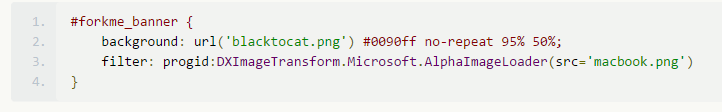 1. #forkme_banner {
2.     background: url('blacktocat.png') #0090ff no-repeat 95% 50%;
3.     filter: progid:DXImageTransform.Microsoft.AlphaImageLoader(src='macbook.png')
4. }